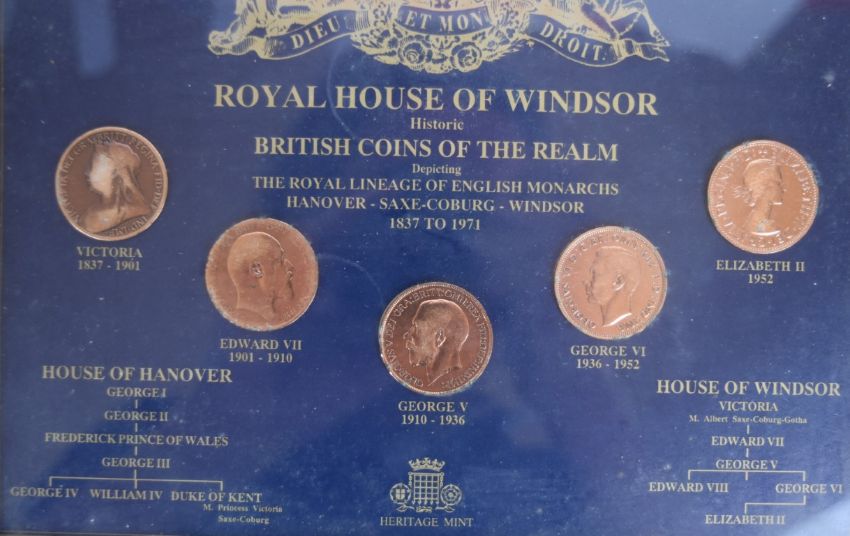 DIEU ET MON DROIT.
ROYAL HOUSE OF WINDSOR
Historic
BRITISH COINS OF THE REALM
Depicting
THE ROYAL LINEAGE OF ENGLISH MONARCHS
HANOVER - SAXE-COBURG - WINDSOR
1837 TO 1971
VICTORIA
1837 - 1901
EDWARD VII
1901 - 1910
GEORGE V
1910 - 1936
GEORGE VI
1936 - 1952
ELIZABETH II
1952
HOUSE OF HANOVER
GEORGE I
GEORGE II
FREDERICK PRINCE OF WALES
GEORGE III
GEORGE IV WILLIAM IV DUKE OF KENT
M. Princess Victoria
Saxe-Coburg
HERITAGE MINT
HOUSE OF WINDSOR
VICTORIA
M. Albert Saxe-Coburg-Gotha
EDWARD VII
GEORGE V
EDWARD VIII GEORGE VI
ELIZABETH II